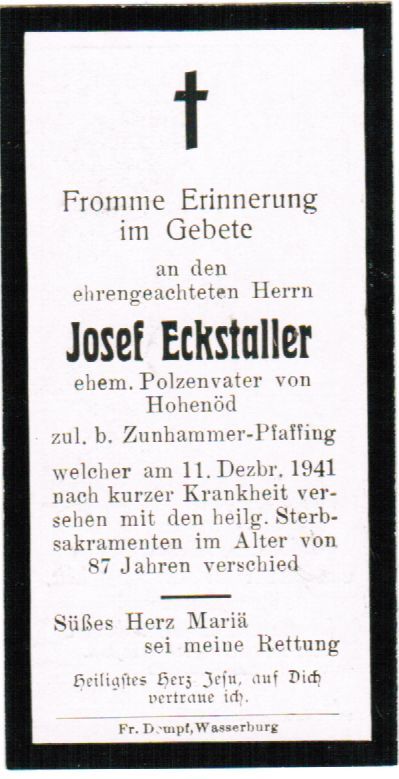 Fromme Erinnerung
im Gebete
an den
ehrengeachteten Herrn
Josef Eckstaller
ehem. Polzenvater von
Hohenöd
zul. b. Zunhammer-Pfaffing
welcher am 11. Dezbr. 1941
nach kurzer Krankheit ver-
sehen mit den heilg. Sterb-
sakramenten im Alter von
87 Jahren verschied
Süßes Herz Mariä
sei meine Rettung
Heiligstes Herz Jesu, auf Dich
vertraue ich.
Fr. Dempf, Wasserburg